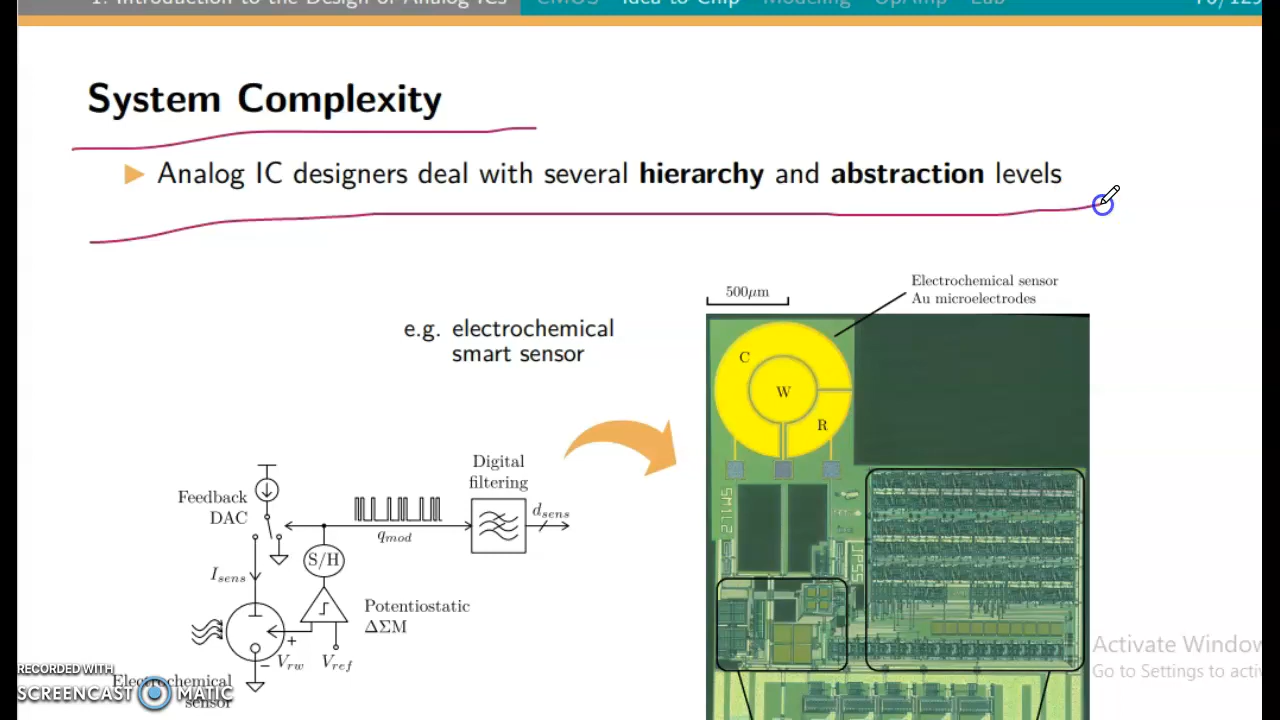 1. Introduction to the Design of Analog ICs CMOS Idea to Chip Modeling OpAmp Lab
System Complexity
Analog IC designers deal with several hierarchy and abstraction levels
500μm
Electrochemical sensor
Au microelectrodes
e.g. electrochemical
smart sensor
C
W
R
Digital
filtering
Feedback
DAC
q_mod
d_sens
S/H
I_sens
Potentiostatic
ΔΣM
+
− V_rw V_ref
SM1L2
Activate Window
Go to Settings to activ
RECORDED WITH
SCREENCAST MATIC
Electrochemical
sensor